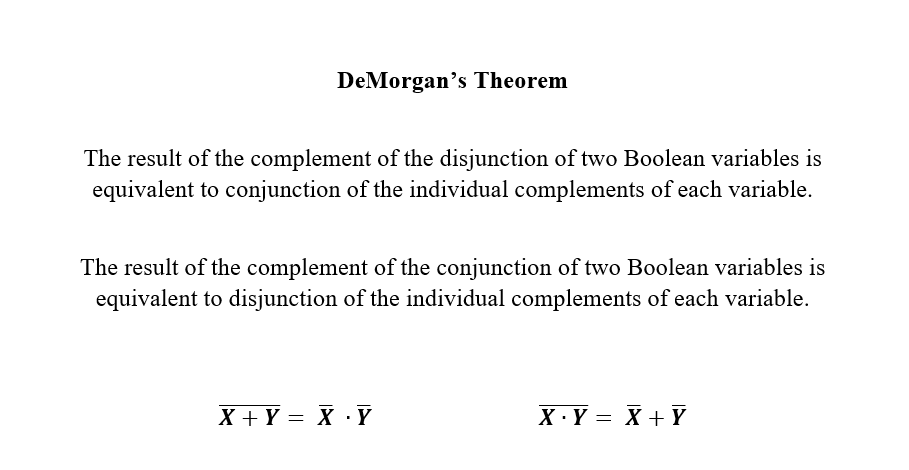 DeMorgan’s Theorem
The result of the complement of the disjunction of two Boolean variables is
equivalent to conjunction of the individual complements of each variable.
The result of the complement of the conjunction of two Boolean variables is
equivalent to disjunction of the individual complements of each variable.
$\overline{X + Y} = \overline{X} \cdot \overline{Y}$ $\overline{X \cdot Y} = \overline{X} + \overline{Y}$